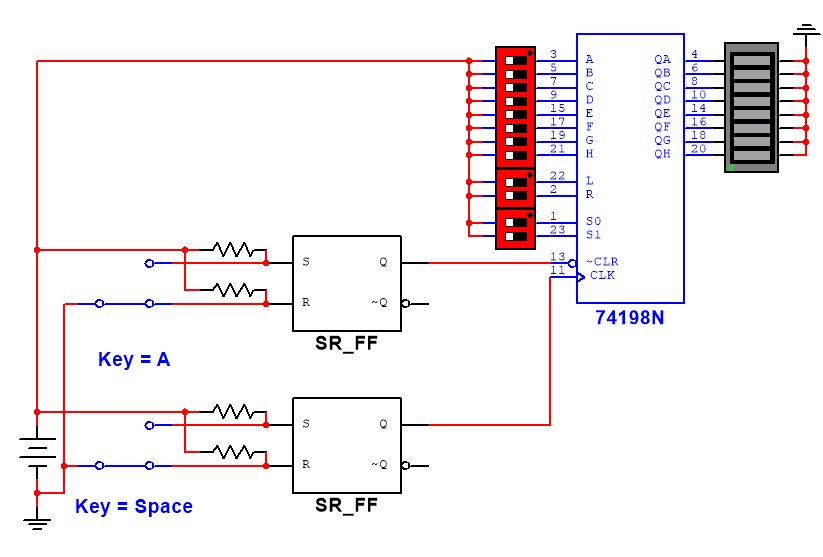 3 A QA 4
5 B QB 6
7 C QC 8
9 D QD 10
15 E QE 14
17 F QF 16
19 G QG 18
21 H QH 20
22 L
2 R
1 S0
23 S1
13 ~CLR
11 CLK
74198N
S Q
R ~Q
SR_FF
Key = A
S Q
R ~Q
SR_FF
Key = Space